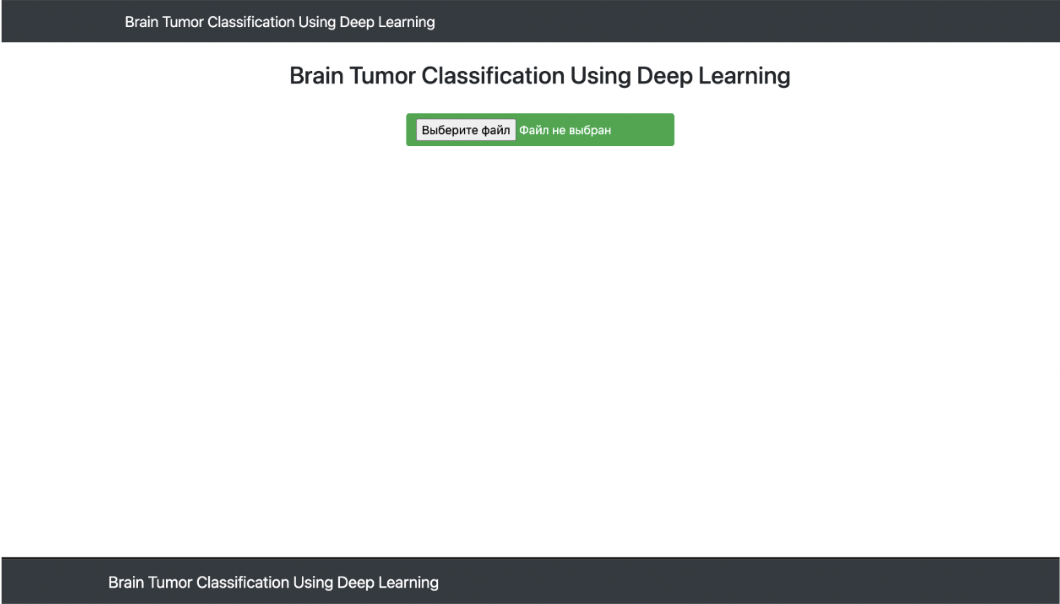 Brain Tumor Classification Using Deep Learning
Brain Tumor Classification Using Deep Learning
Выберите файл Файл не выбран
Brain Tumor Classification Using Deep Learning